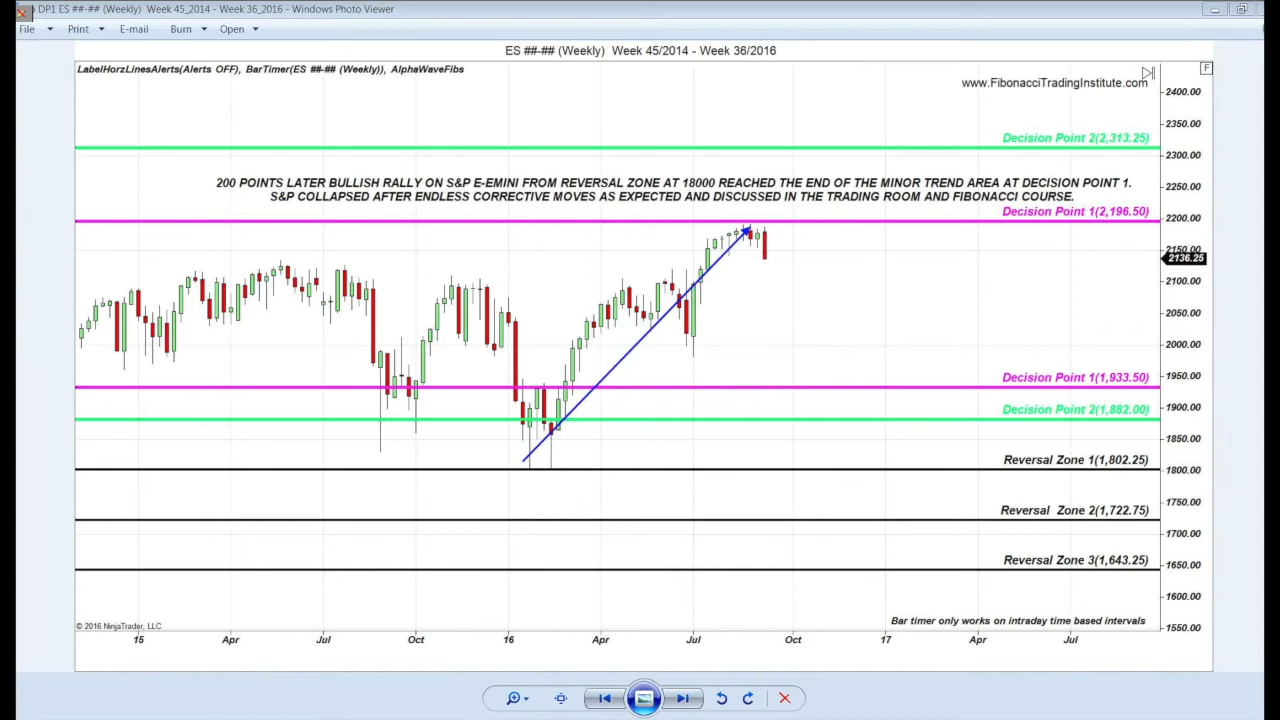 DP1 ES ##-## (Weekly) Week 45_2014 - Week 36_2016 - Windows Photo Viewer
File Print E-mail Burn Open
ES ##-## (Weekly) Week 45/2014 - Week 36/2016
LabelHorzLinesAlerts(Alerts OFF), BarTimer(ES ##-## (Weekly)), AlphaWaveFibs
F
www.FibonacciTradingInstitute.com
2400.00
2350.00
Decision Point 2(2,313.25)
2300.00
200 POINTS LATER BULLISH RALLY ON S&P E-EMINI FROM REVERSAL ZONE AT 18000 REACHED THE END OF THE MINOR TREND AREA AT DECISION POINT 1.
2250.00
S&P COLLAPSED AFTER ENDLESS CORRECTIVE MOVES AS EXPECTED AND DISCUSSED IN THE TRADING ROOM AND FIBONACCI COURSE.
Decision Point 1(2,196.50)
2200.00
2150.00
2136.25
2100.00
2050.00
2000.00
1950.00
Decision Point 1(1,933.50)
1900.00
Decision Point 2(1,882.00)
1850.00
Reversal Zone 1(1,802.25)
1800.00
1750.00
Reversal Zone 2(1,722.75)
1700.00
1650.00
Reversal Zone 3(1,643.25)
1600.00
© 2016 NinjaTrader, LLC
Bar timer only works on intraday time based intervals
1550.00
15 Apr Jul Oct 16 Apr Jul Oct 17 Apr Jul